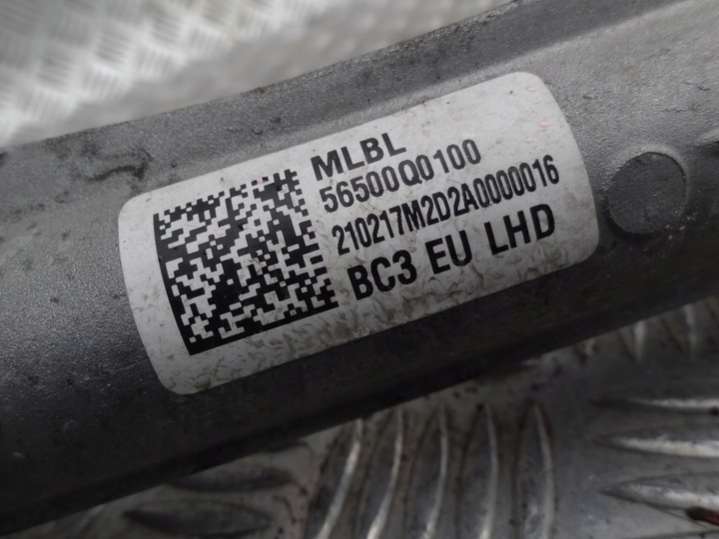 MLBL
56500Q0100
210217M2D2A0000016
BC3 EU LHD